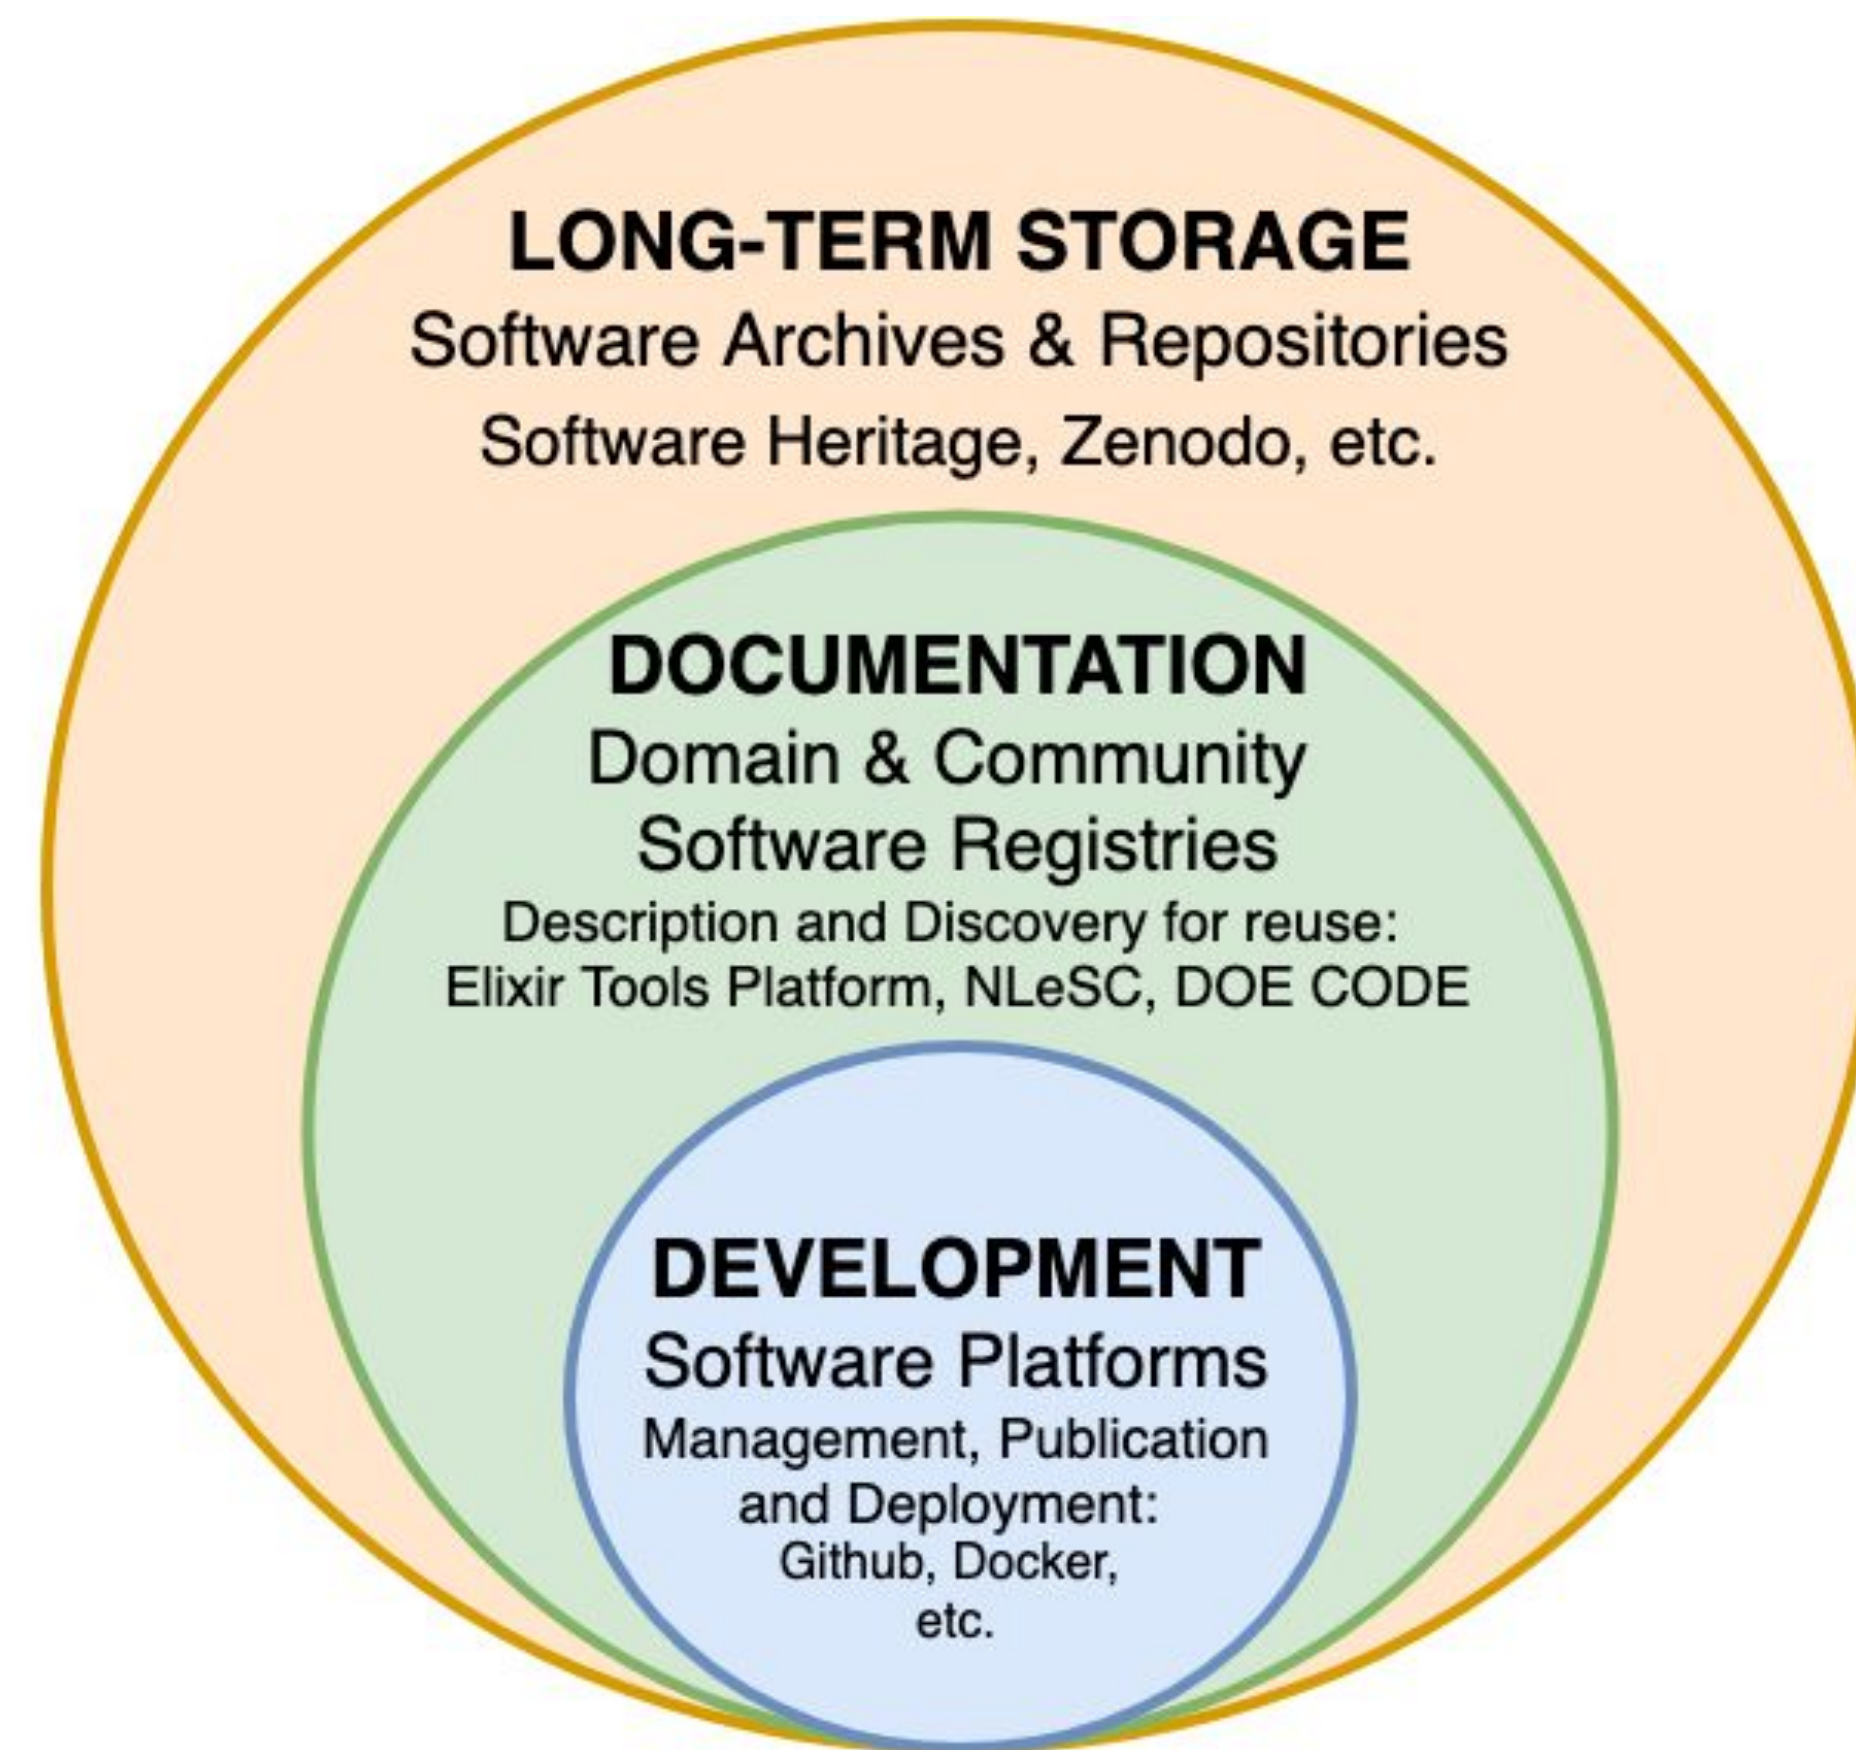 LONG-TERM STORAGE
Software Archives & Repositories
Software Heritage, Zenodo, etc.
DOCUMENTATION
Domain & Community
Software Registries
Description and Discovery for reuse:
Elixir Tools Platform, NLeSC, DOE CODE
DEVELOPMENT
Software Platforms
Management, Publication
and Deployment:
Github, Docker,
etc.